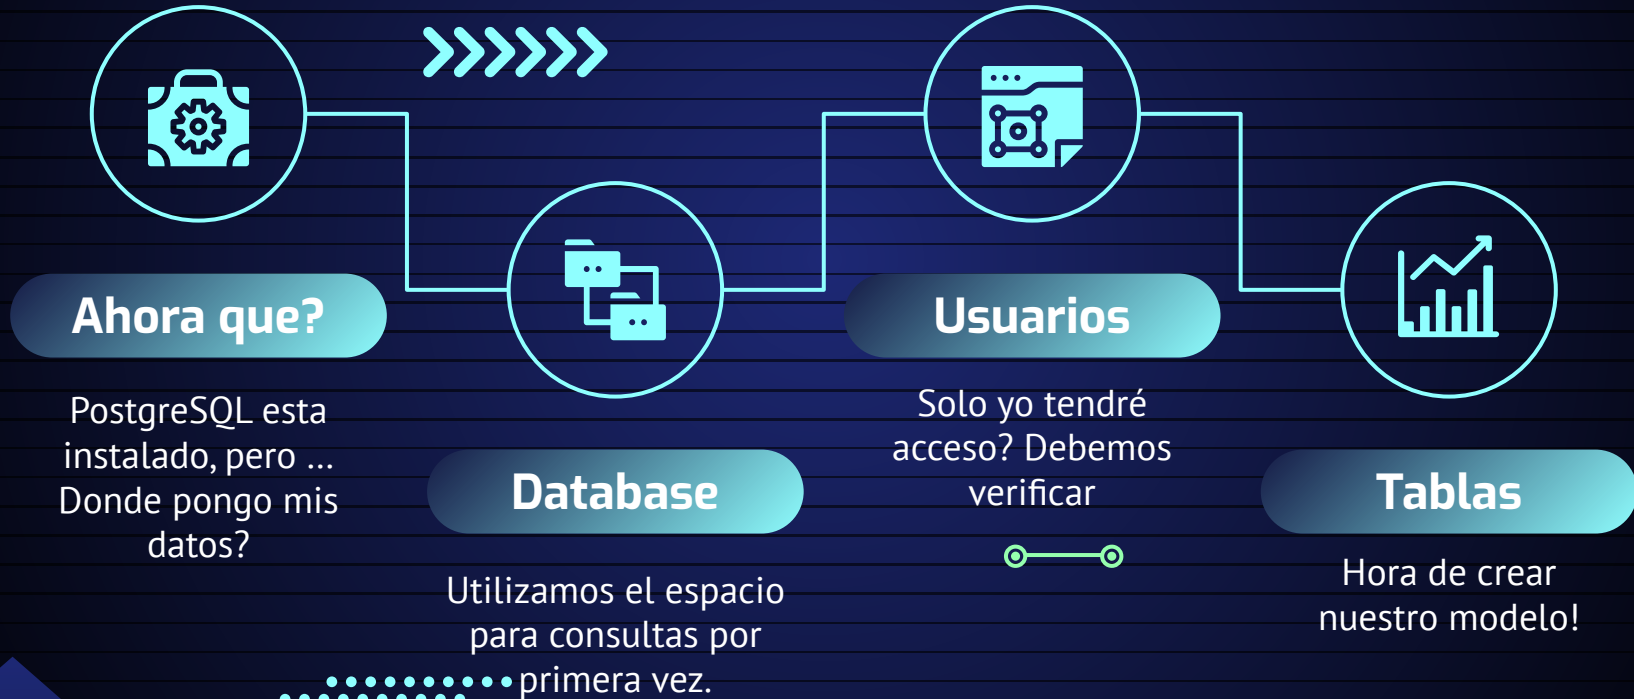 Ahora que?
PostgreSQL esta
instalado, pero ...
Donde pongo mis
datos?
Database
Utilizamos el espacio
para consultas por
primera vez.
Usuarios
Solo yo tendré
acceso? Debemos
verificar
Tablas
Hora de crear
nuestro modelo!